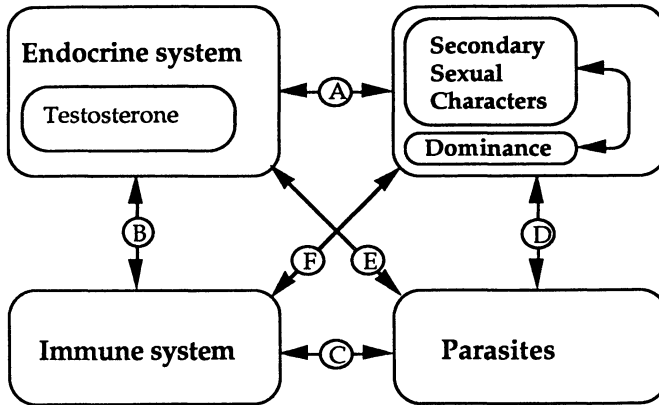 Endocrine system
Testosterone
A
Secondary
Sexual
Characters
Dominance
B
F
E
D
Immune system
C
Parasites